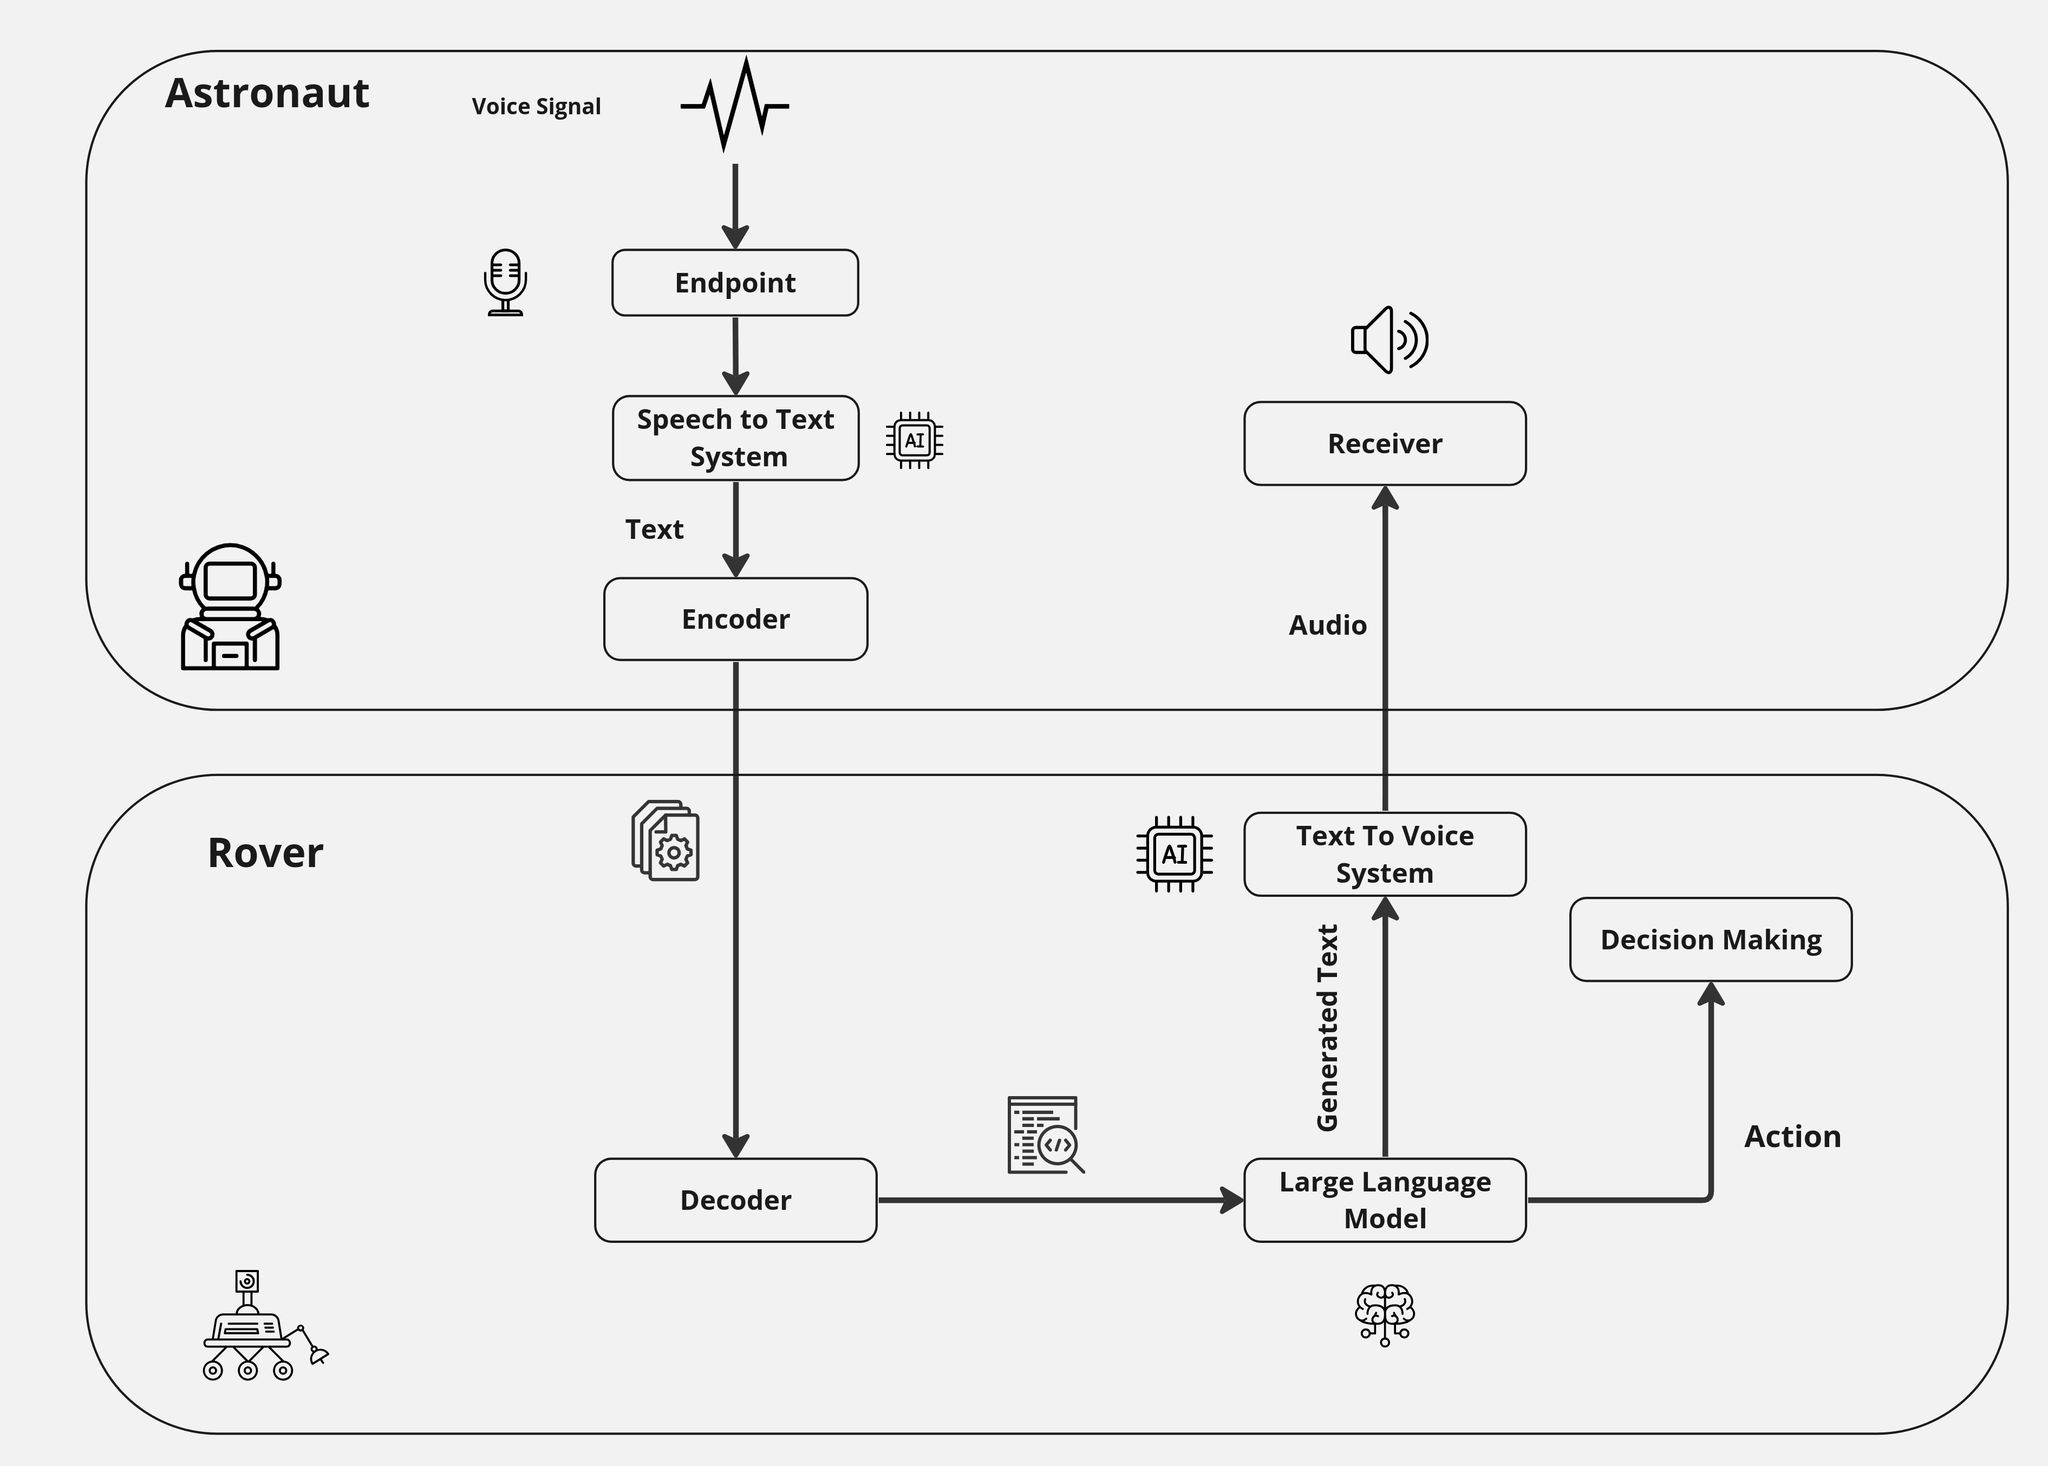 Astronaut
Voice Signal
Endpoint
Speech to Text
System
AI
Text
Encoder
Receiver
Audio
Rover
AI
Text To Voice
System
Decision Making
Generated Text
Action
Decoder
Large Language
Model